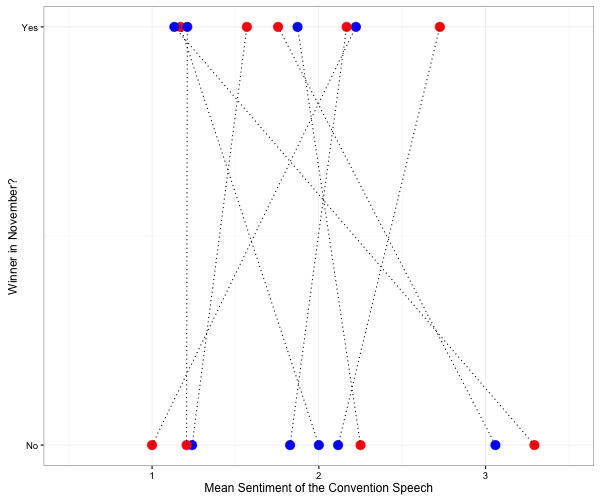 Yes
Winner in November?
No
1 2 3
Mean Sentiment of the Convention Speech